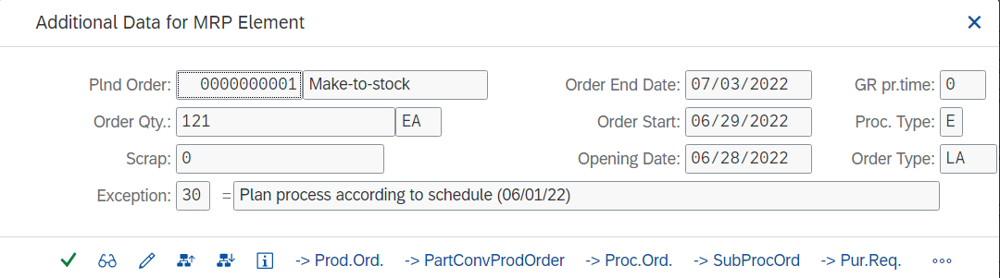 Additional Data for MRP Element
Plnd Order: 0000000001 Make-to-stock Order End Date: 07/03/2022 GR pr.time: 0
Order Qty.: 121 EA Order Start: 06/29/2022 Proc. Type: E
Scrap: 0 Opening Date: 06/28/2022 Order Type: LA
Exception: 30 = Plan process according to schedule (06/01/22)
-> Prod.Ord. -> PartConvProdOrder -> Proc.Ord. -> SubProcOrd -> Pur.Req.